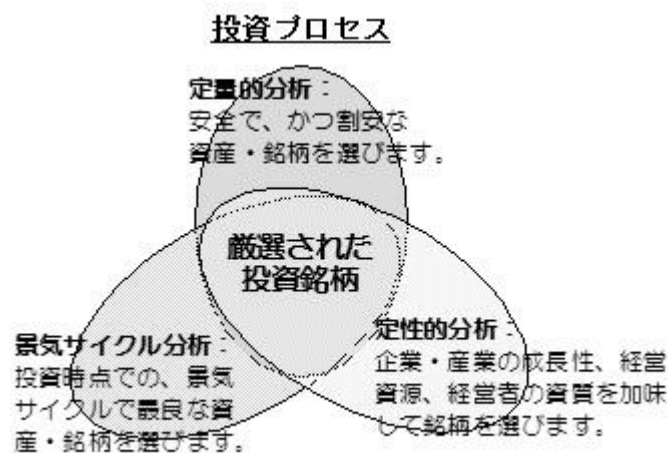 投資プロセス
定量的分析：
安全で、かつ割安な
資産・銘柄を選びます。
厳選された
投資銘柄
景気サイクル分析：
投資時点での、景気
サイクルで最良な資
産・銘柄を選びます。
定性的分析：
企業・産業の成長性、経営
資源、経営者の資質を加味
して銘柄を選びます。